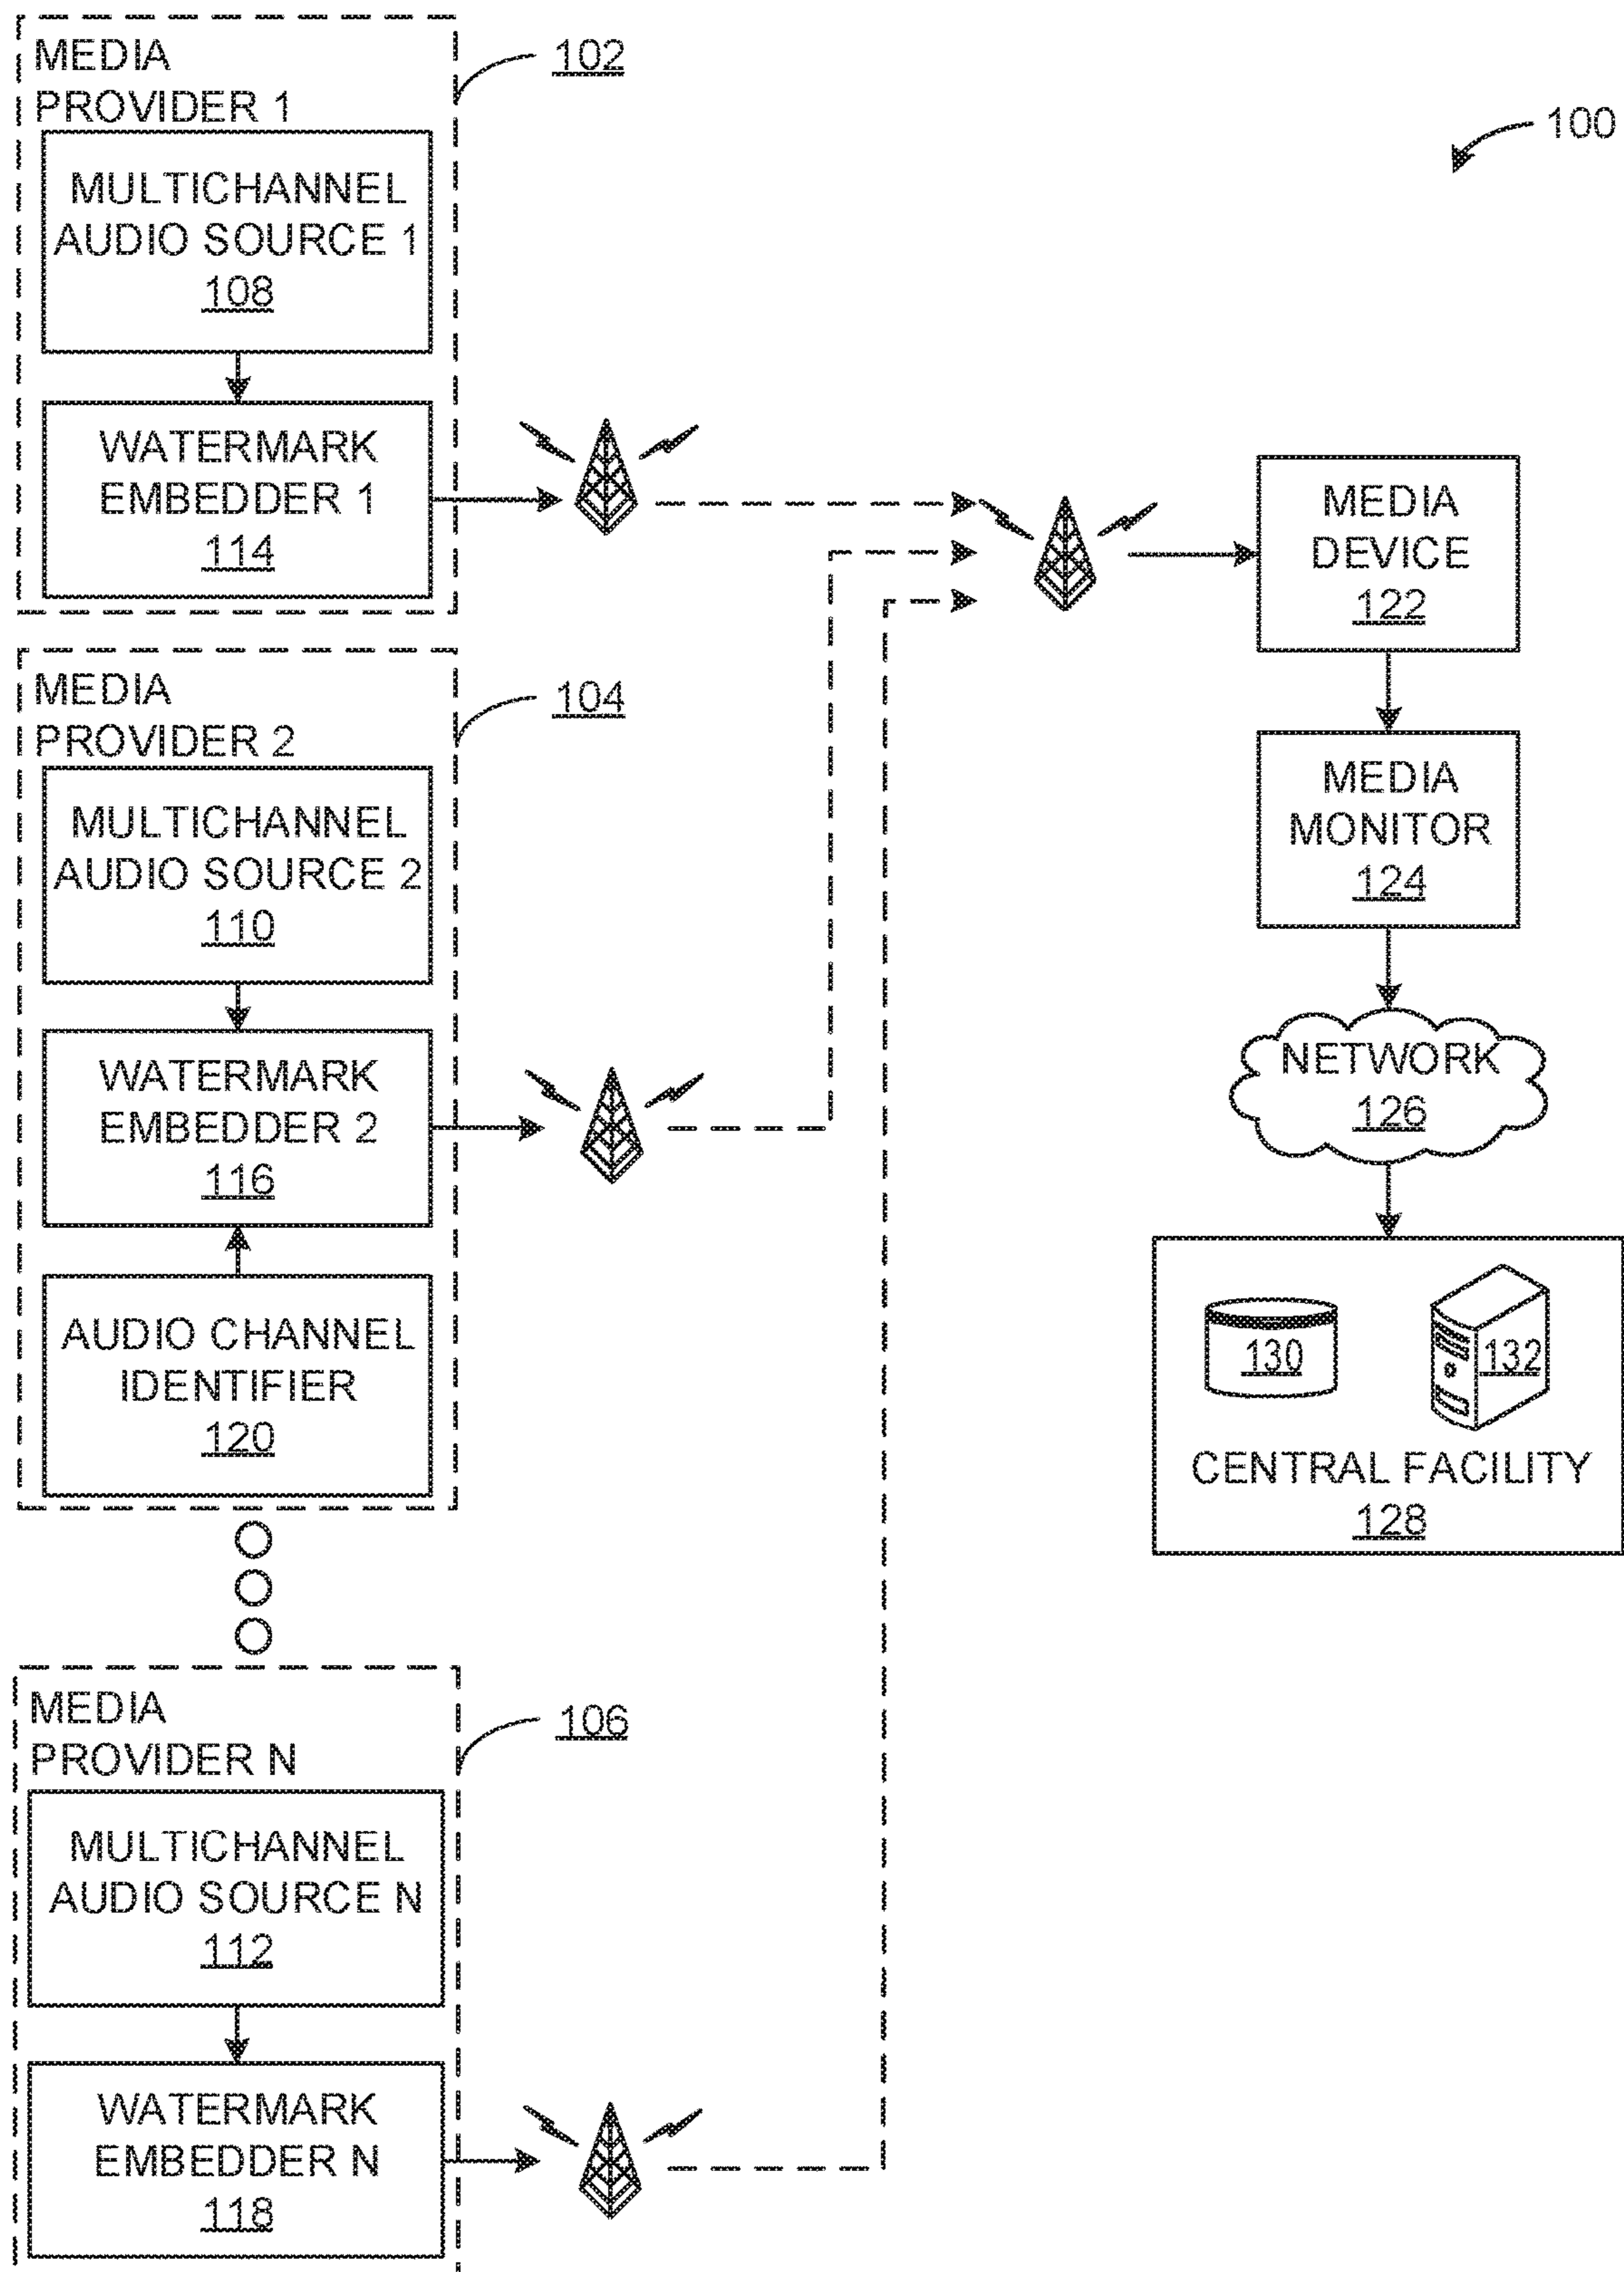 MEDIA
PROVIDER 1
102
100
MULTICHANNEL
AUDIO SOURCE 1
108
WATERMARK
EMBEDDER 1
114
MEDIA
DEVICE
122
MEDIA
PROVIDER 2
104
MULTICHANNEL
AUDIO SOURCE 2
110
MEDIA
MONITOR
124
WATERMARK
EMBEDDER 2
116
NETWORK
126
AUDIO CHANNEL
IDENTIFIER
120
130
132
CENTRAL FACILITY
128
MEDIA
PROVIDER N
106
MULTICHANNEL
AUDIO SOURCE N
112
WATERMARK
EMBEDDER N
118